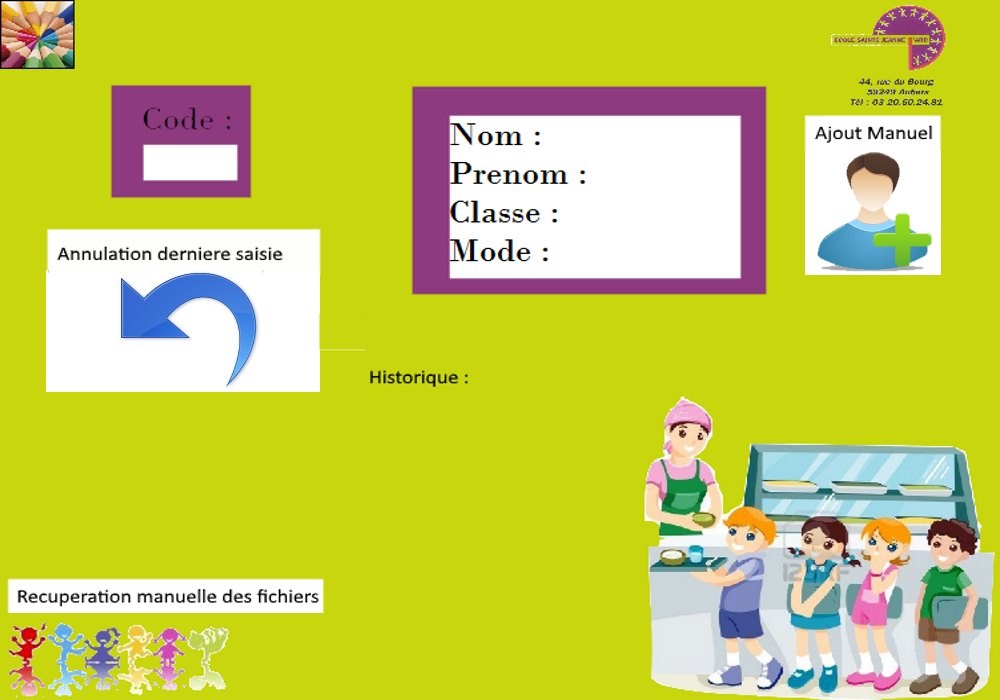 ECOLE SAINTE JEANNE D'ARC
44, rue du Bourg
59249 Aubers
Tél : 03 20.50.24.81
Code :
Nom :
Prenom :
Classe :
Mode :
Ajout Manuel
Annulation derniere saisie
Historique :
123RF
Recuperation manuelle des fichiers